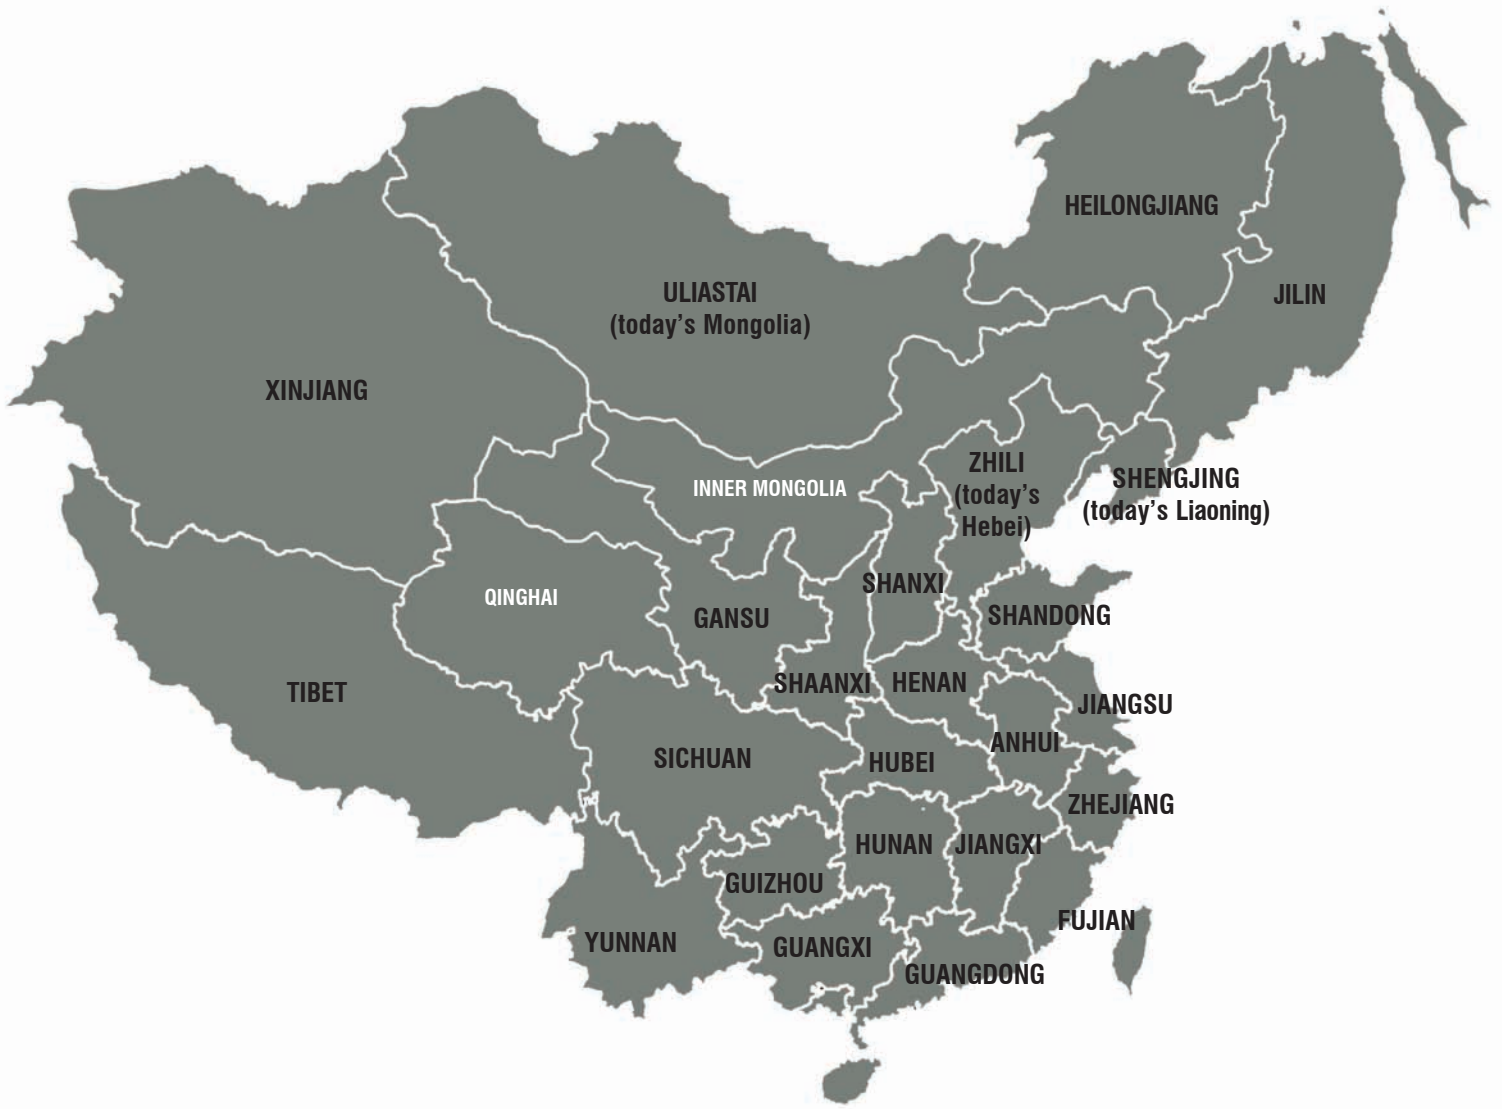 HEILONGJIANG
ULIASTAI
(today's Mongolia)
JILIN
XINJIANG
ZHILI
(today's
Hebei)
SHENGJING
(today's Liaoning)
INNER MONGOLIA
SHANXI
QINGHAI
GANSU
SHANDONG
TIBET
SHAANXI
HENAN
JIANGSU
ANHUI
SICHUAN
HUBEI
ZHEJIANG
HUNAN
JIANGXI
GUIZHOU
FUJIAN
YUNNAN
GUANGXI
GUANGDONG